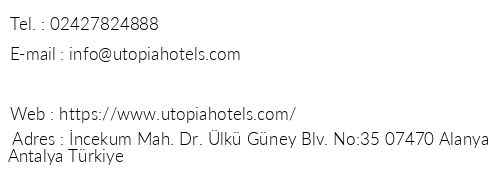 Tel. : 02427824888
E-mail : info@utopiahotels.com
Web : https://www.utopiahotels.com/
Adres : İncekum Mah. Dr. Ülkü Güney Blv. No:35 07470 Alanya
Antalya Türkiye